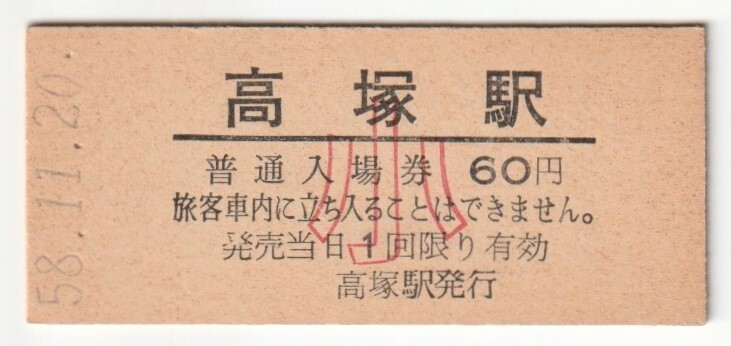 58.11.20.
高塚駅
普通入場券 60円
旅客車内に立ち入ることはできません。
発売当日1回限り有効
高塚駅発行
小